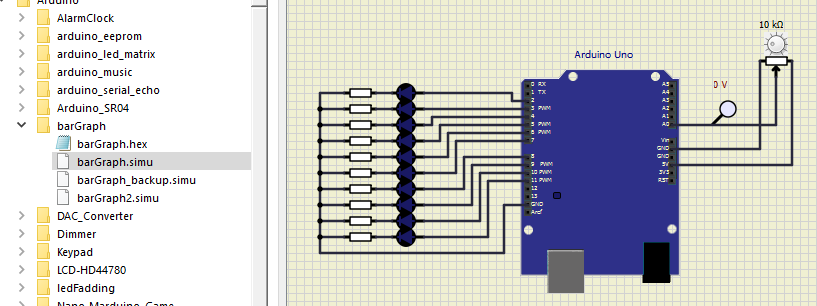 Arduino
AlarmClock
arduino_eeprom
arduino_led_matrix
arduino_music
arduino_serial_echo
Arduino_SR04
barGraph
barGraph.hex
barGraph.simu
barGraph_backup.simu
barGraph2.simu
DAC_Converter
Dimmer
Keypad
LCD-HD44780
ledFadding
Nano_Marduino_Game
10 kΩ
Arduino Uno
0 V
0 RX
1 TX
2
3 PWM
4
5 PWM
6 PWM
7
8
9 PWM
10 PWM
11 PWM
12
13
GND
Aref
A5
A4
A3
A2
A1
A0
Vin
GND
GND
5V
3V3
RST